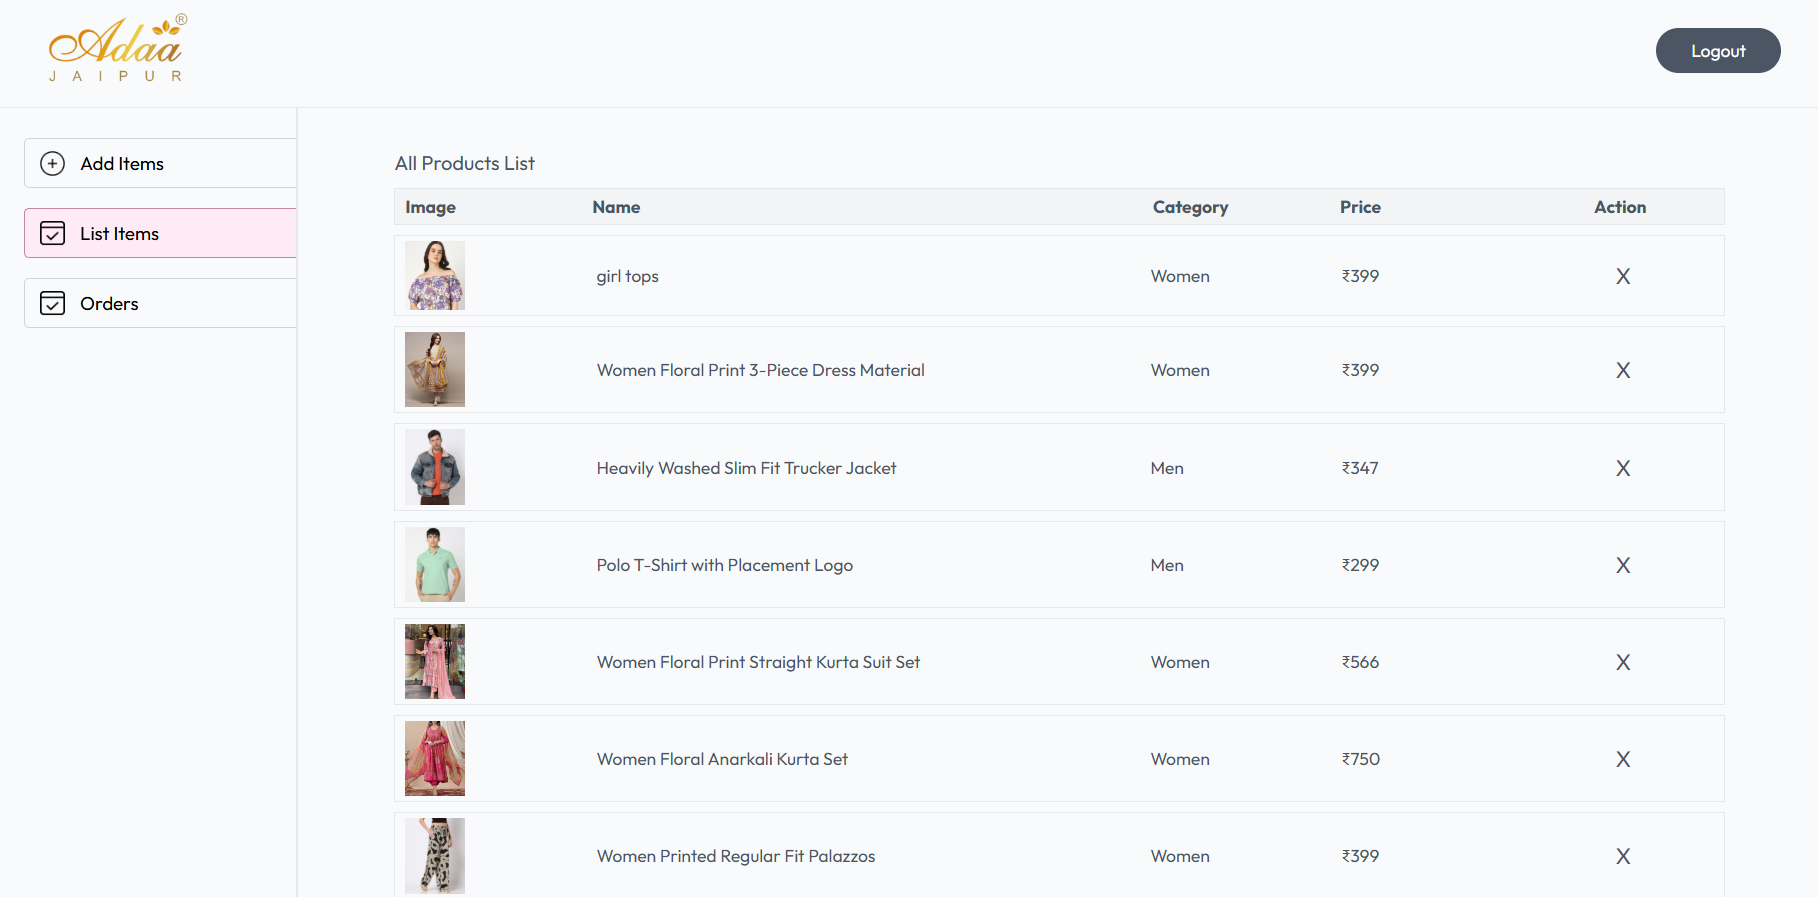 Adaa®
JAIPUR
Logout
Add Items
List Items
Orders
All Products List
Image Name Category Price Action
girl tops Women ₹399 X
Women Floral Print 3-Piece Dress Material Women ₹399 X
Heavily Washed Slim Fit Trucker Jacket Men ₹347 X
Polo T-Shirt with Placement Logo Men ₹299 X
Women Floral Print Straight Kurta Suit Set Women ₹566 X
Women Floral Anarkali Kurta Set Women ₹750 X
Women Printed Regular Fit Palazzos Women ₹399 X